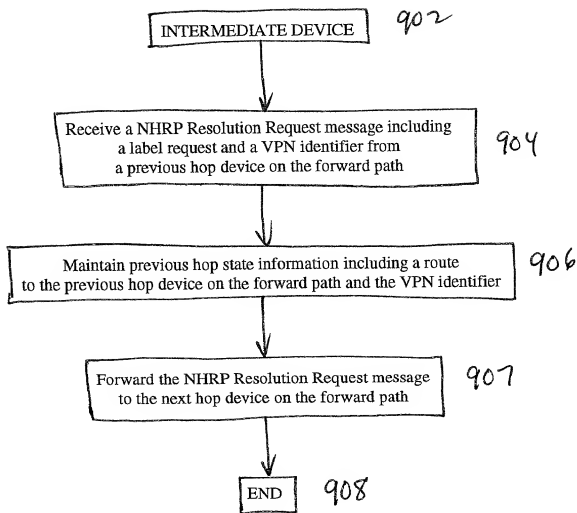 INTERMEDIATE DEVICE 902
Receive a NHRP Resolution Request message including
a label request and a VPN identifier from
a previous hop device on the forward path
904
Maintain previous hop state information including a route
to the previous hop device on the forward path and the VPN identifier
906
Forward the NHRP Resolution Request message
to the next hop device on the forward path
907
END 908